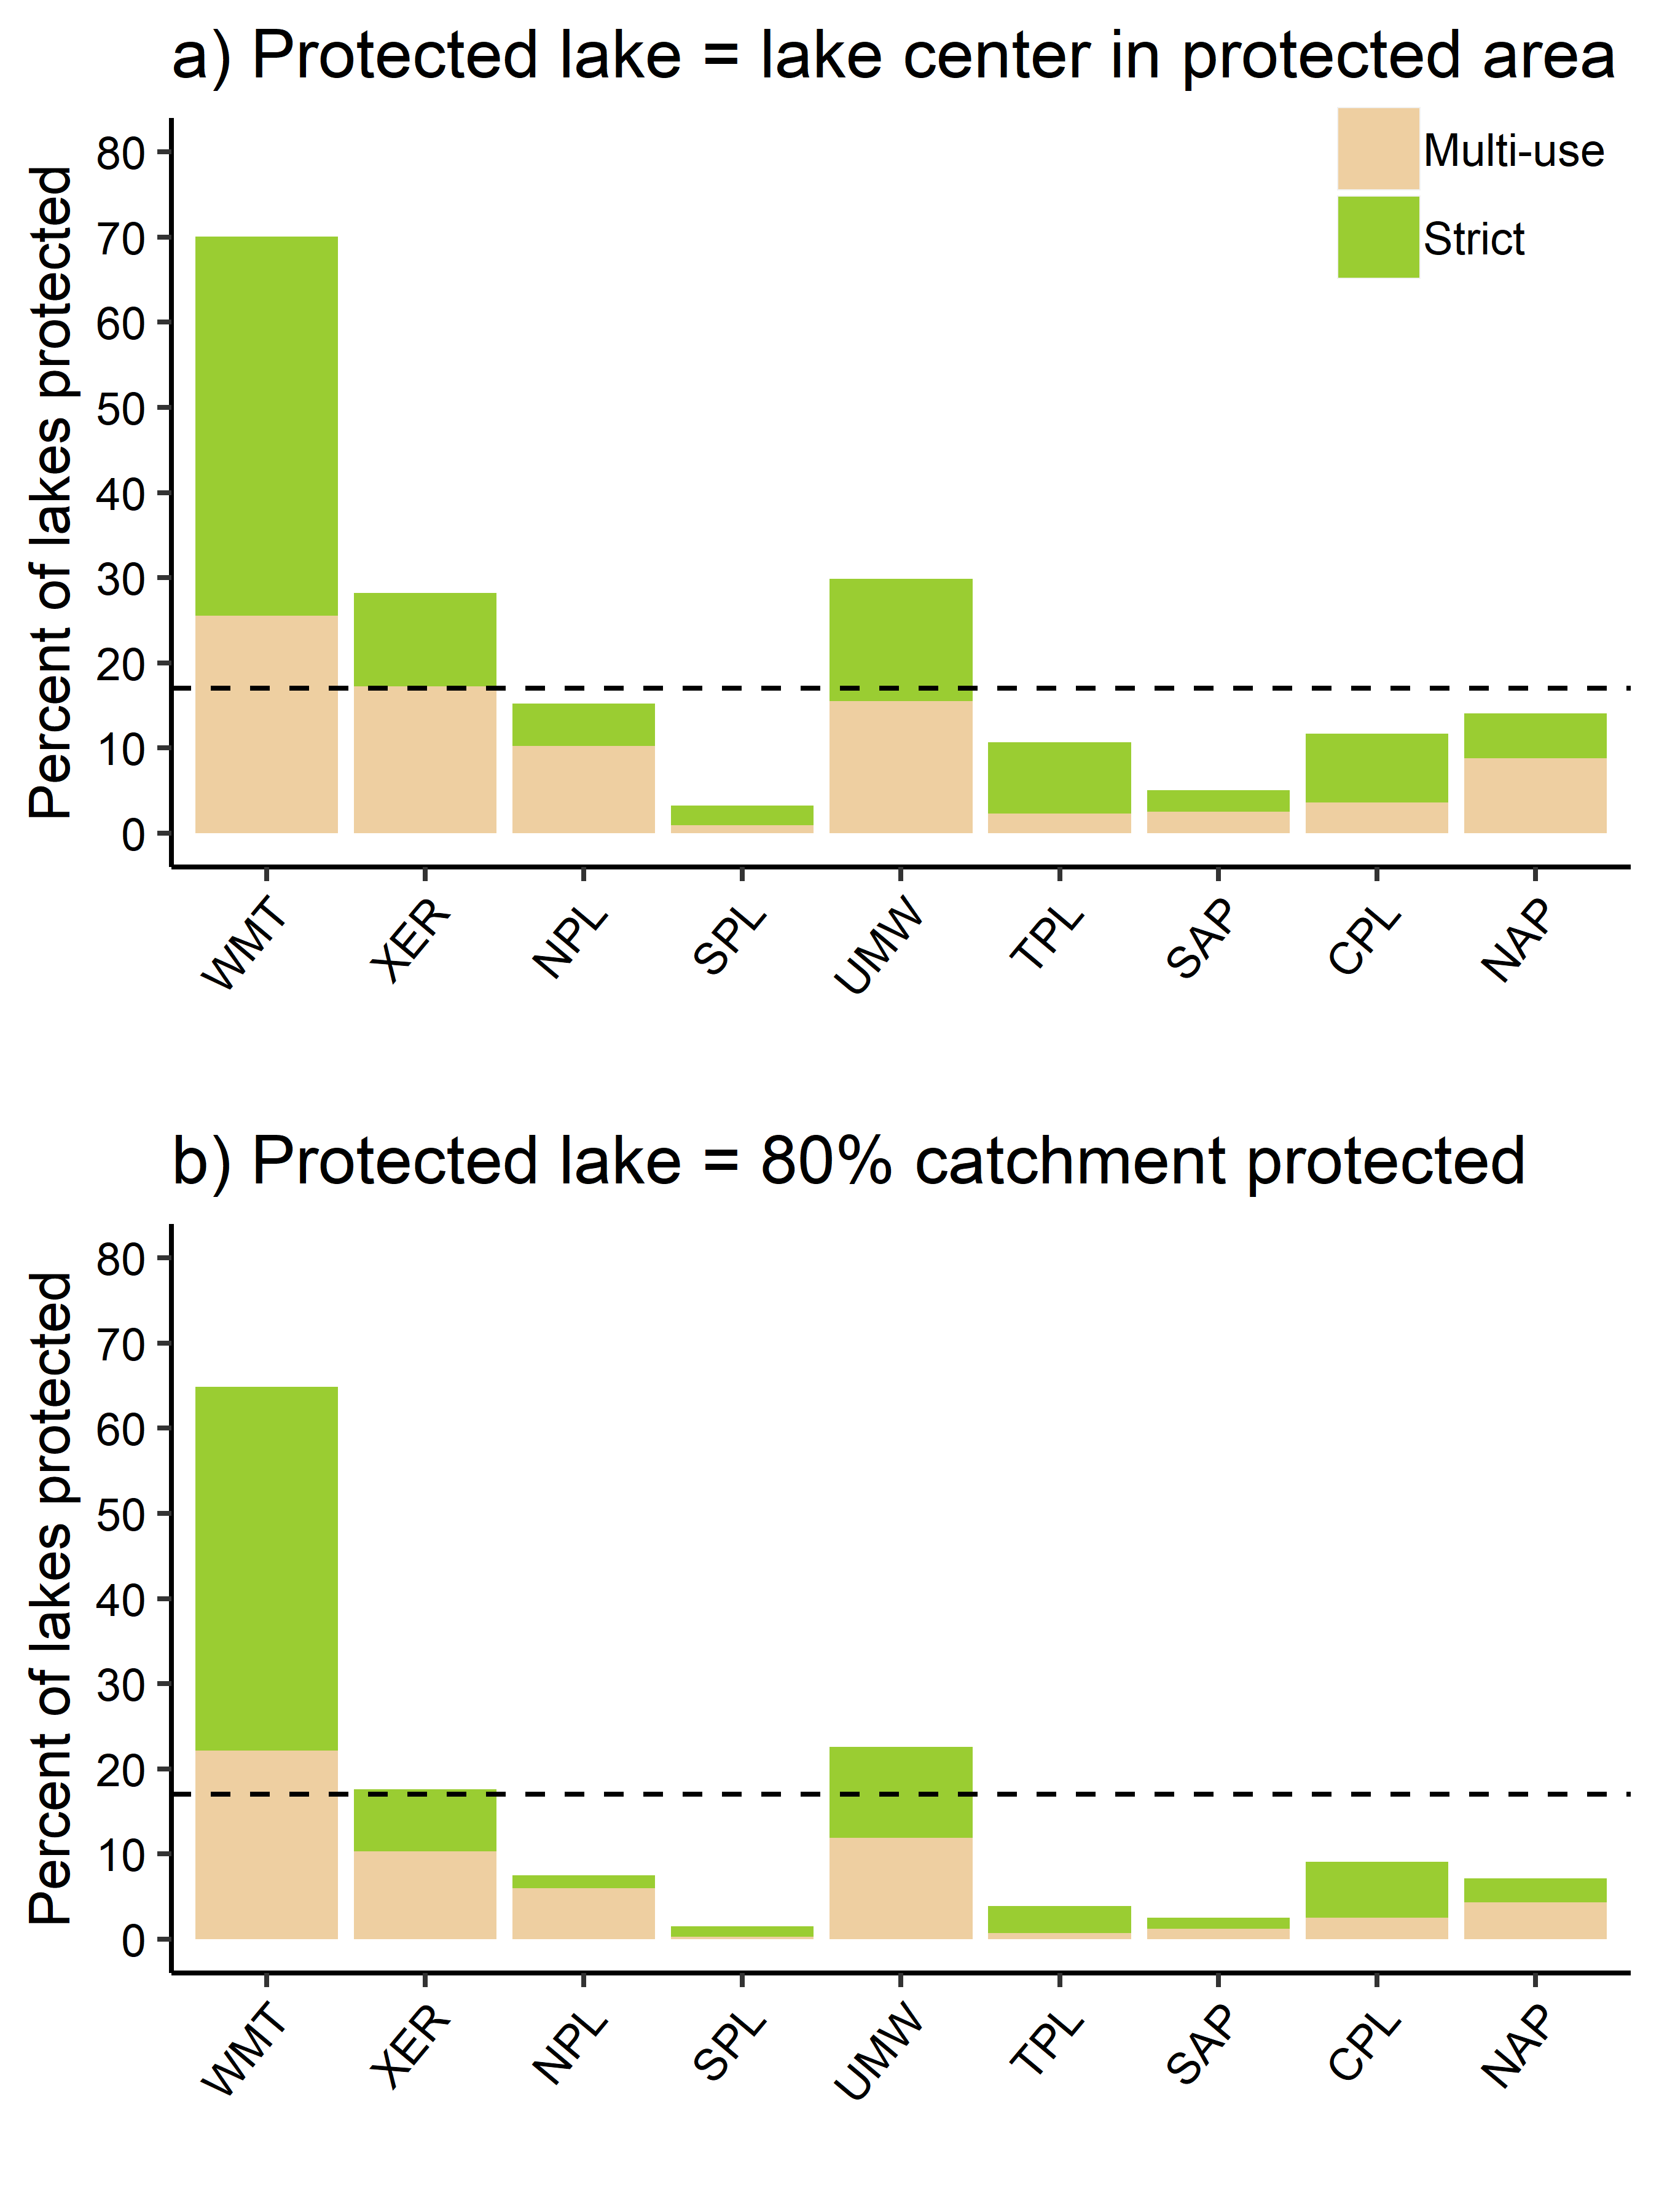 a) Protected lake = lake center in protected area
Multi-use
Strict
Percent of lakes protected
80
70
60
50
40
30
20
10
0
WMT
XER
NPL
SPL
UMW
TPL
SAP
CPL
NAP
b) Protected lake = 80% catchment protected
Percent of lakes protected
80
70
60
50
40
30
20
10
0
WMT
XER
NPL
SPL
UMW
TPL
SAP
CPL
NAP